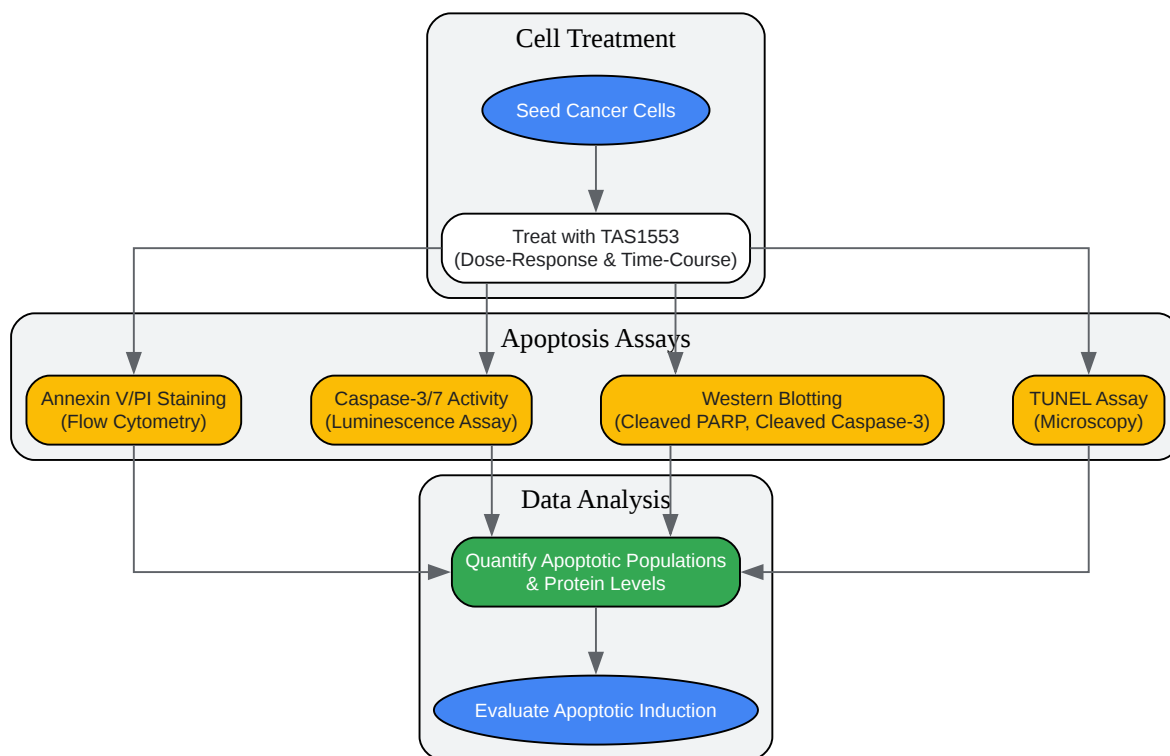 Cell Treatment
Seed Cancer Cells
Treat with TAS1553
(Dose-Response & Time-Course)
Apoptosis Assays
Annexin V/PI Staining
(Flow Cytometry)
Caspase-3/7 Activity
(Luminescence Assay)
Western Blotting
(Cleaved PARP, Cleaved Caspase-3)
TUNEL Assay
(Microscopy)
Data Analysis
Quantify Apoptotic Populations
& Protein Levels
Evaluate Apoptotic Induction